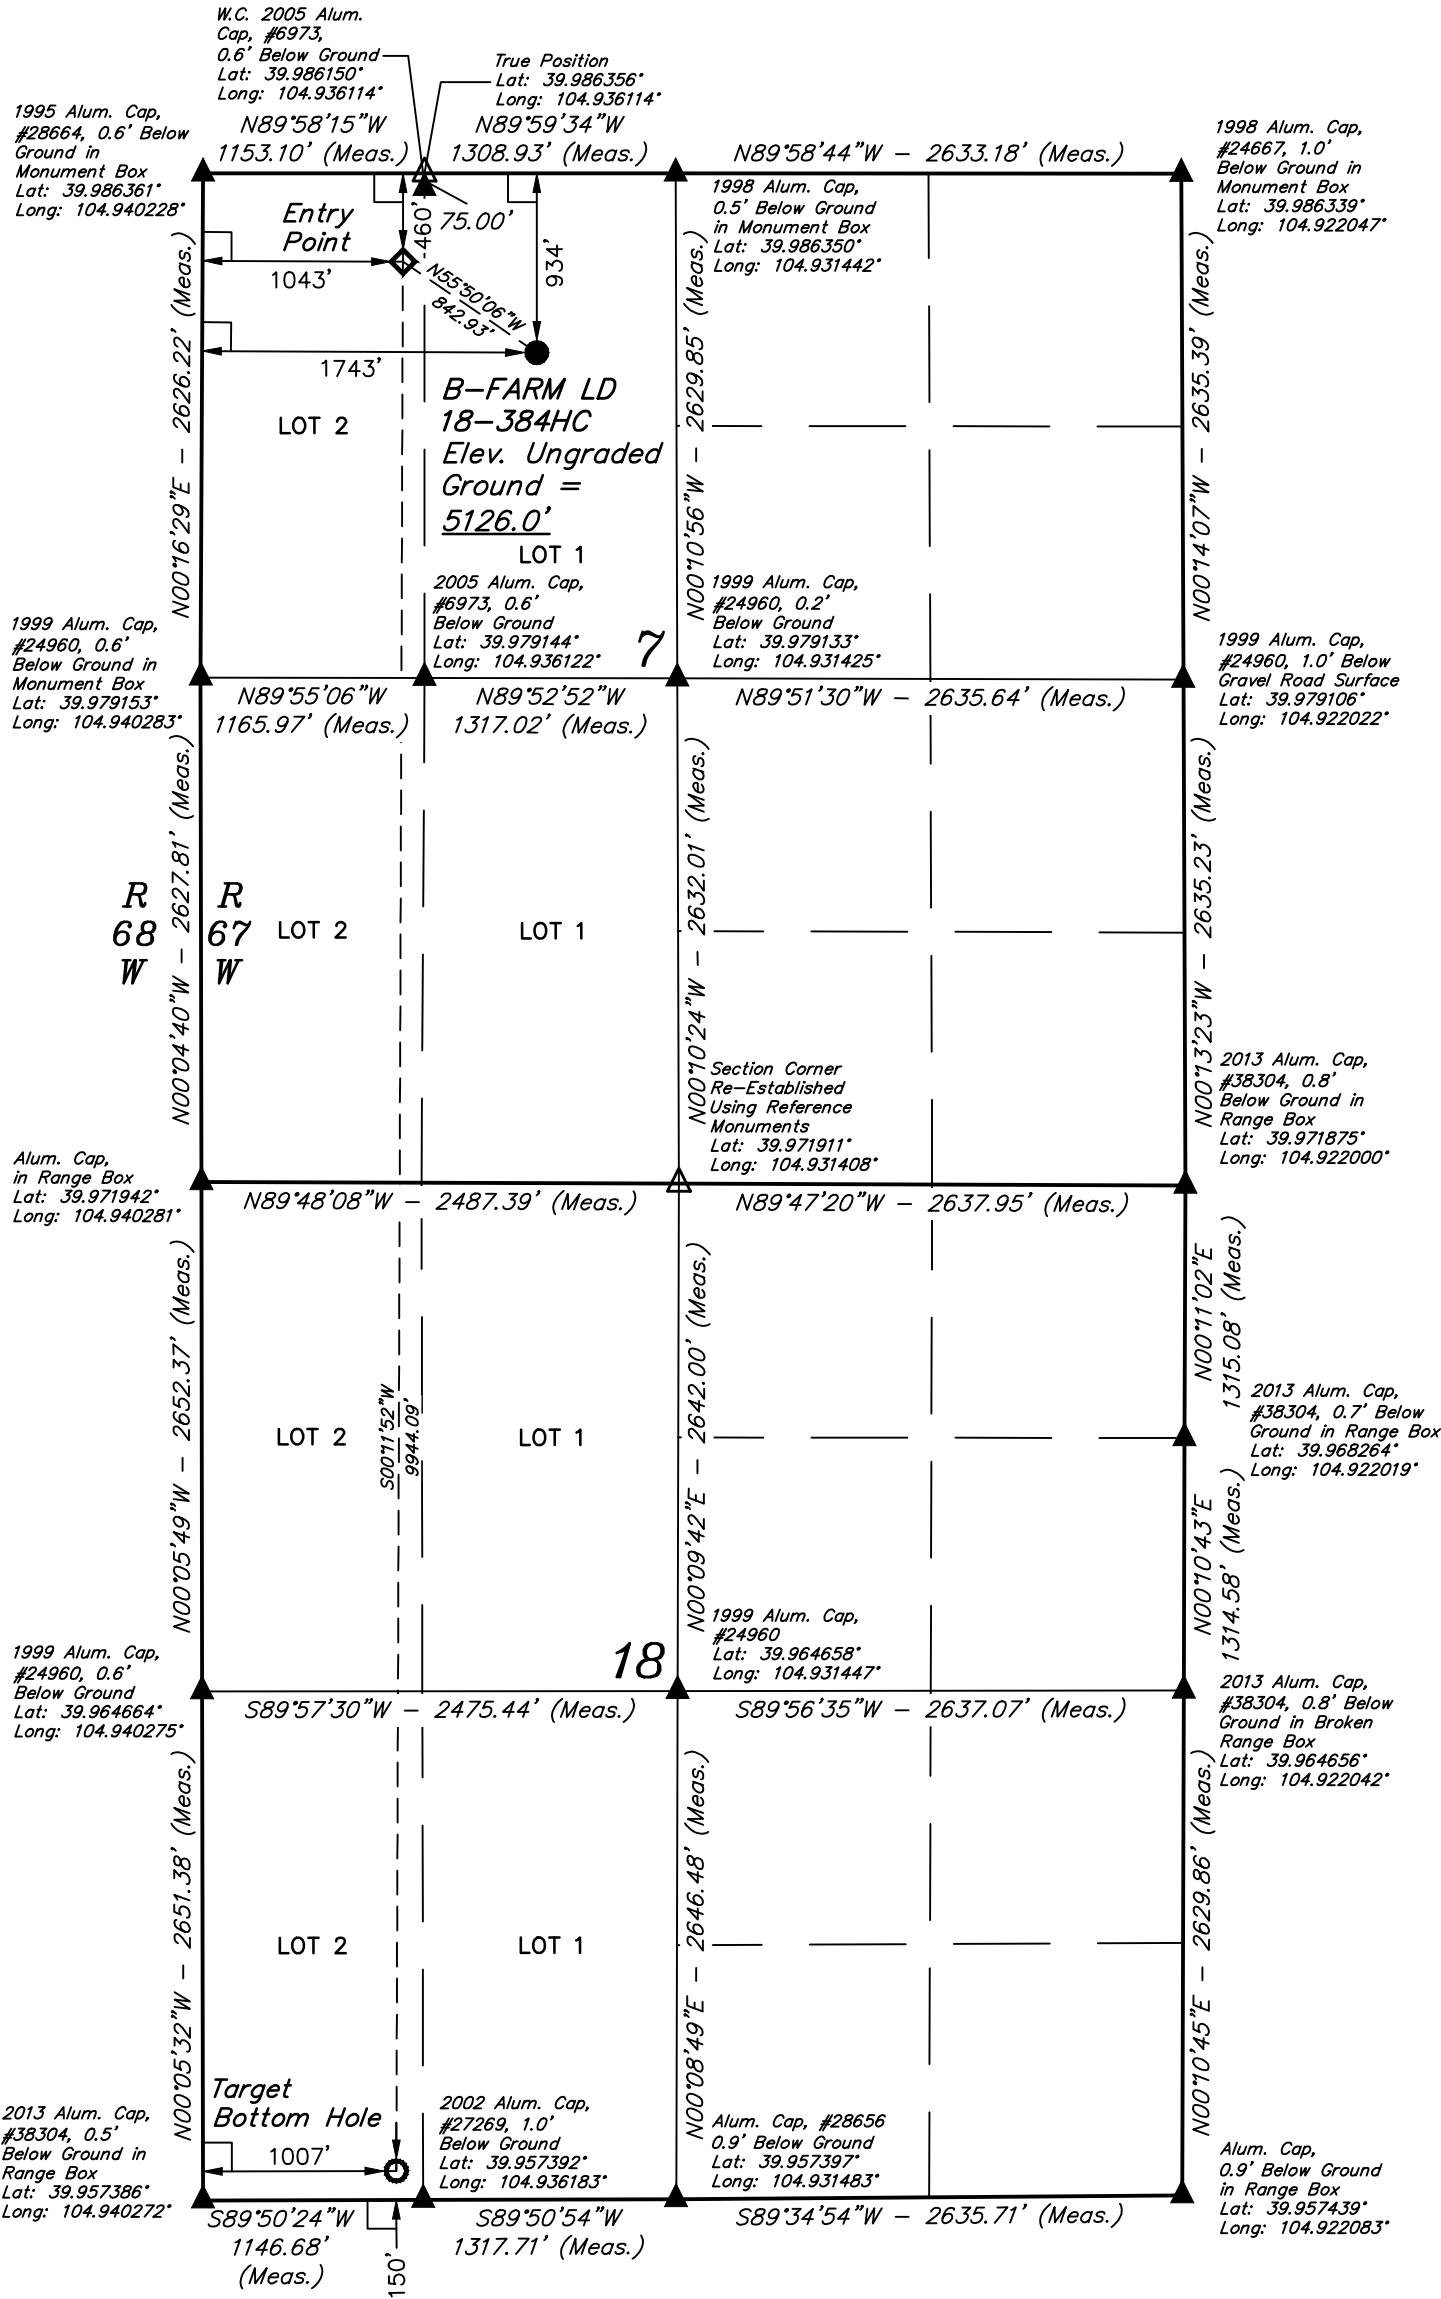 W.C. 2005 Alum.
Cap, #6973,
0.6' Below Ground
Lat: 39.986150°
Long: 104.936114°
True Position
Lat: 39.986356°
Long: 104.936114°
1995 Alum. Cap,
#28664, 0.6' Below
Ground in
Monument Box
Lat: 39.986361°
Long: 104.940228°
N89°58'15"W
1153.10' (Meas.)
N89°59'34"W
1308.93' (Meas.)
N89°58'44"W – 2633.18' (Meas.)
1998 Alum. Cap,
#24667, 1.0'
Below Ground in
Monument Box
Lat: 39.986339°
Long: 104.922047°
1998 Alum. Cap,
0.5' Below Ground
in Monument Box
Lat: 39.986350°
Long: 104.931442°
Entry
Point
460'
75.00'
934'
1043'
N55°50'06"W
842.93'
1743'
B–FARM LD
18–384HC
Elev. Ungraded
Ground =
5126.0'
LOT 2
LOT 1
N00°16'29"E – 2626.22' (Meas.)
N00°10'56"W – 2629.85' (Meas.)
N00°14'07"W – 2635.39' (Meas.)
1999 Alum. Cap,
#24960, 0.6'
Below Ground in
Monument Box
Lat: 39.979153°
Long: 104.940283°
2005 Alum. Cap,
#6973, 0.6'
Below Ground
Lat: 39.979144°
Long: 104.936122°
7
1999 Alum. Cap,
#24960, 0.2'
Below Ground
Lat: 39.979133°
Long: 104.931425°
1999 Alum. Cap,
#24960, 1.0' Below
Gravel Road Surface
Lat: 39.979106°
Long: 104.922022°
N89°55'06"W
1165.97' (Meas.)
N89°52'52"W
1317.02' (Meas.)
N89°51'30"W – 2635.64' (Meas.)
N00°04'40"W – 2627.81' (Meas.)
N00°10'24"W – 2632.01' (Meas.)
N00°13'23"W – 2635.23' (Meas.)
R
68
W
R
67
W
LOT 2
LOT 1
Section Corner
Re–Established
Using Reference
Monuments
Lat: 39.971911°
Long: 104.931408°
2013 Alum. Cap,
#38304, 0.8'
Below Ground in
Range Box
Lat: 39.971875°
Long: 104.922000°
Alum. Cap,
in Range Box
Lat: 39.971942°
Long: 104.940281°
N89°48'08"W – 2487.39' (Meas.)
N89°47'20"W – 2637.95' (Meas.)
N00°05'49"W – 2652.37' (Meas.)
S00°11'52"W
9944.09'
N00°09'42"E – 2642.00' (Meas.)
N00°11'02"E
1315.08' (Meas.)
2013 Alum. Cap,
#38304, 0.7' Below
Ground in Range Box
Lat: 39.968264°
Long: 104.922019°
LOT 2
LOT 1
N00°10'43"E
1314.58' (Meas.)
1999 Alum. Cap,
#24960, 0.6'
Below Ground
Lat: 39.964664°
Long: 104.940275°
18
1999 Alum. Cap,
#24960
Lat: 39.964658°
Long: 104.931447°
2013 Alum. Cap,
#38304, 0.8' Below
Ground in Broken
Range Box
Lat: 39.964656°
Long: 104.922042°
S89°57'30"W – 2475.44' (Meas.)
S89°56'35"W – 2637.07' (Meas.)
N00°05'32"W – 2651.38' (Meas.)
N00°08'49"E – 2646.48' (Meas.)
N00°10'45"E – 2629.86' (Meas.)
LOT 2
LOT 1
Target
Bottom Hole
1007'
2013 Alum. Cap,
#38304, 0.5'
Below Ground in
Range Box
Lat: 39.957386°
Long: 104.940272°
2002 Alum. Cap,
#27269, 1.0'
Below Ground
Lat: 39.957392°
Long: 104.936183°
Alum. Cap, #28656
0.9' Below Ground
Lat: 39.957397°
Long: 104.931483°
Alum. Cap,
0.9' Below Ground
in Range Box
Lat: 39.957439°
Long: 104.922083°
S89°50'24"W
1146.68'
(Meas.)
150'
S89°50'54"W
1317.71' (Meas.)
S89°34'54"W – 2635.71' (Meas.)